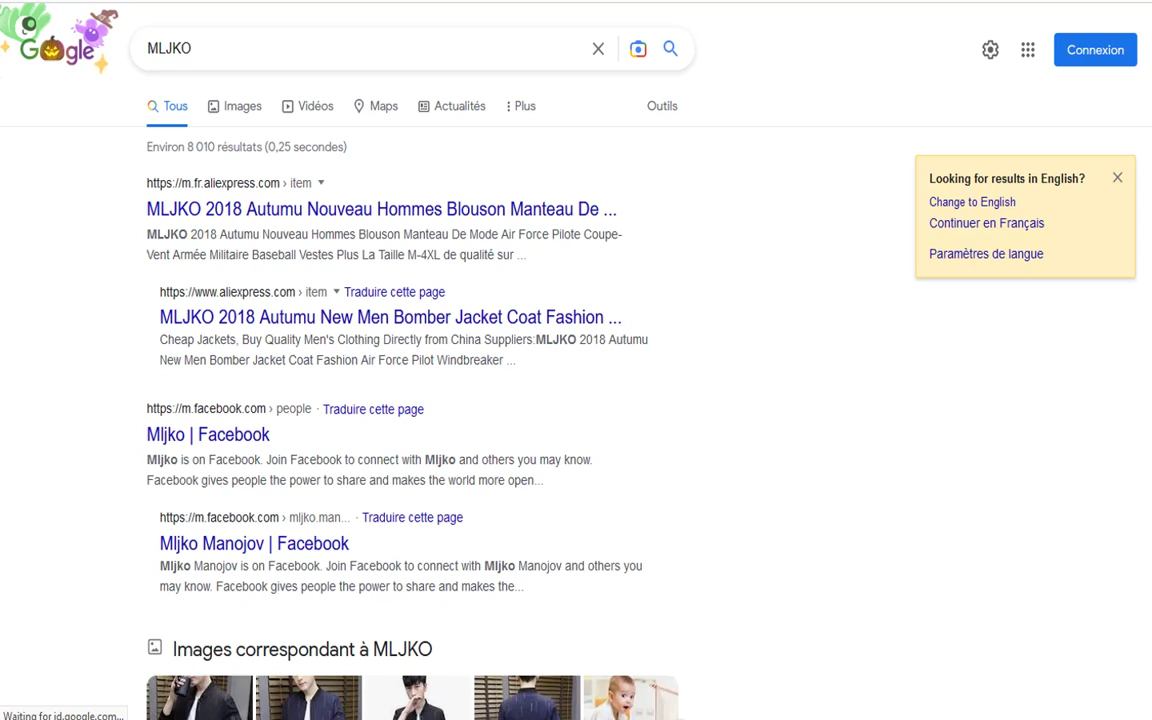 Google
MLJKO
Connexion
Tous
Images
Vidéos
Maps
Actualités
Plus
Outils
Environ 8 010 résultats (0,25 secondes)
https://m.fr.aliexpress.com › item
MLJKO 2018 Autumu Nouveau Hommes Blouson Manteau De ...
MLJKO 2018 Autumu Nouveau Hommes Blouson Manteau De Mode Air Force Pilote Coupe-
Vent Armée Militaire Baseball Vestes Plus La Taille M-4XL de qualité sur ...
https://www.aliexpress.com › item Traduire cette page
MLJKO 2018 Autumu New Men Bomber Jacket Coat Fashion ...
Cheap Jackets, Buy Quality Men's Clothing Directly from China Suppliers:MLJKO 2018 Autumu
New Men Bomber Jacket Coat Fashion Air Force Pilot Windbreaker ...
https://m.facebook.com › people · Traduire cette page
Mljko | Facebook
Mljko is on Facebook. Join Facebook to connect with Mljko and others you may know.
Facebook gives people the power to share and makes the world more open...
https://m.facebook.com › mljko.man... · Traduire cette page
Mljko Manojov | Facebook
Mljko Manojov is on Facebook. Join Facebook to connect with Mljko Manojov and others you
may know. Facebook gives people the power to share and makes the...
Images correspondant à MLJKO
Looking for results in English?
Change to English
Continuer en Français
Paramètres de langue
Waiting for id.google.com...